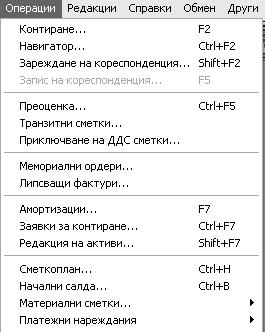 Операции Редакции Справки Обмен Други
Контиране... F2
Навигатор... Ctrl+F2
Зареждане на кореспонденция... Shift+F2
Запис на кореспонденция... F5
Преоценка... Ctrl+F5
Транзитни сметки...
Приключване на ДДС сметки...
Мемориални ордери...
Липсващи фактури...
Амортизации... F7
Заявки за контиране... Ctrl+F7
Редакция на активи... Shift+F7
Сметкоплан... Ctrl+H
Начални салда... Ctrl+B
Материални сметки
Платежни нареждания